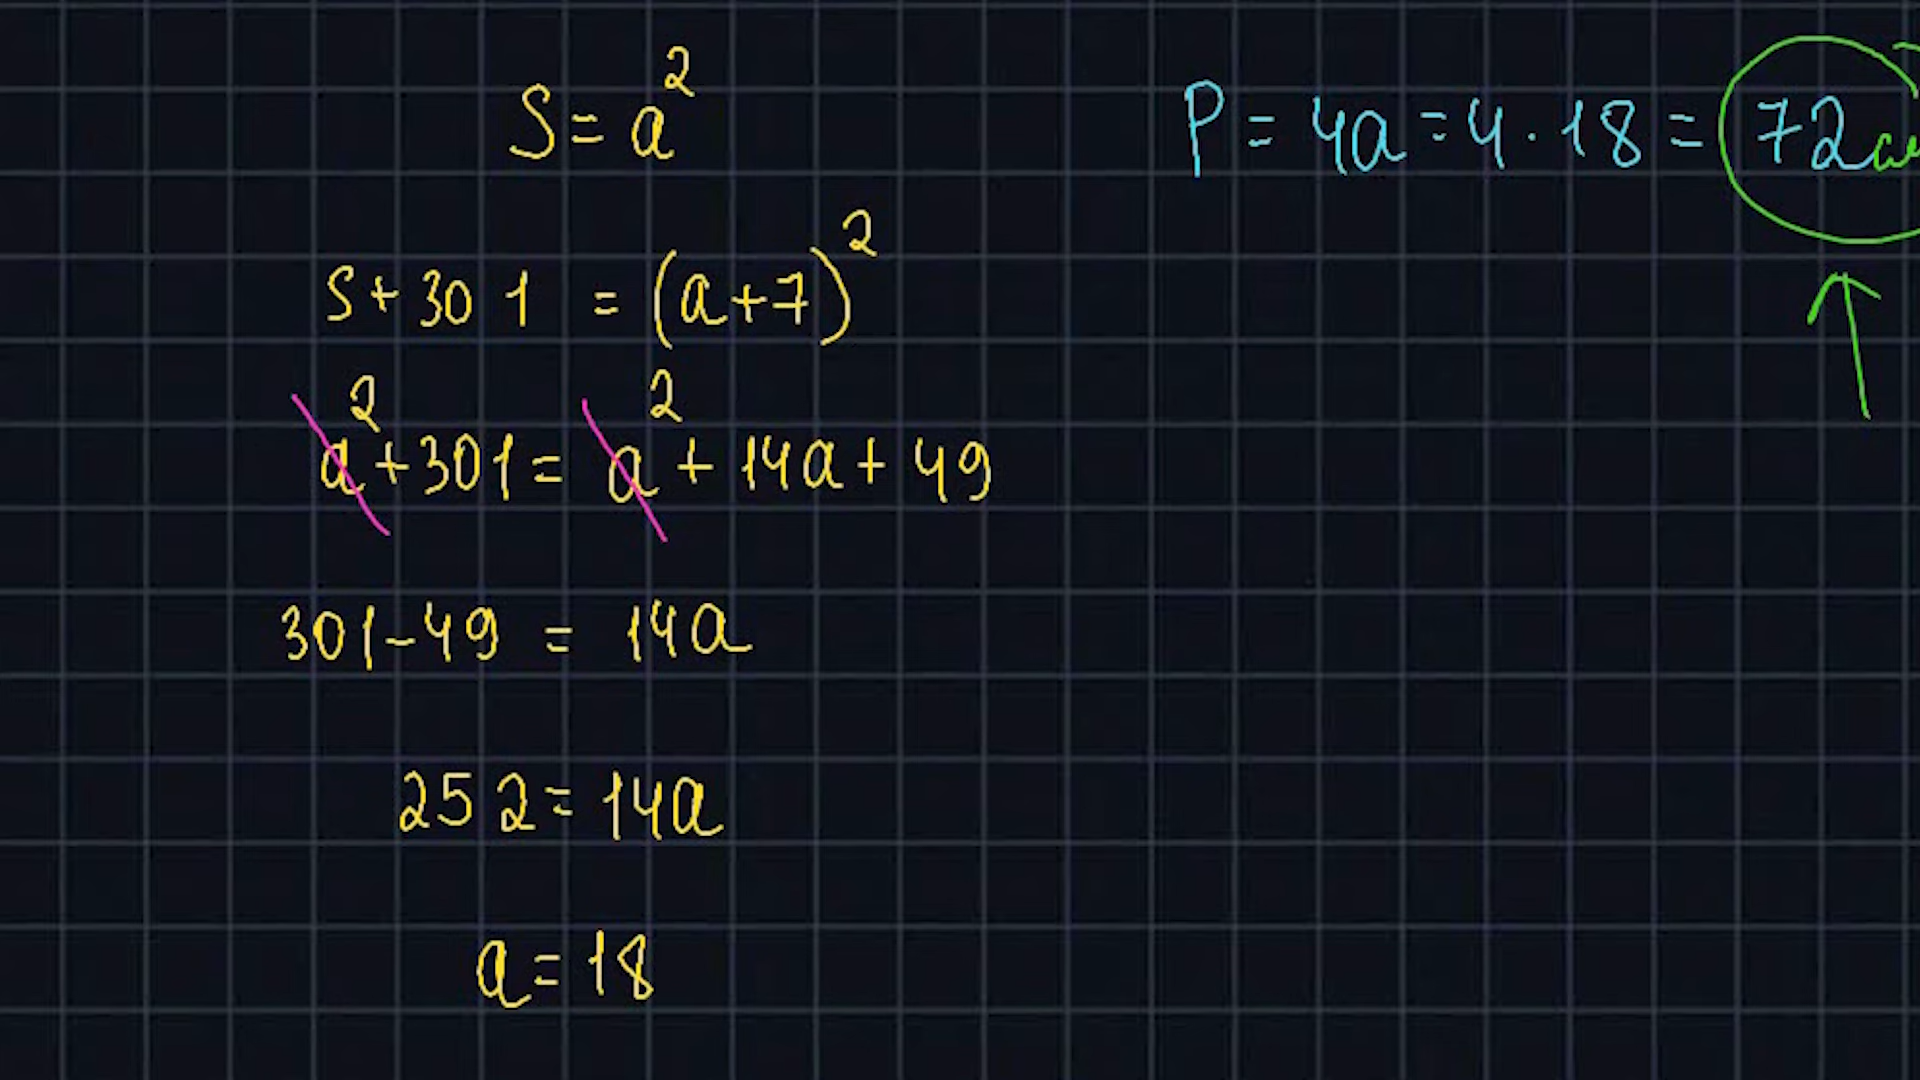 S = a²
S + 301 = (a+7)²
a² + 301 = a² + 14a + 49
301 - 49 = 14a
252 = 14a
a = 18
P = 4a = 4 · 18 = 72